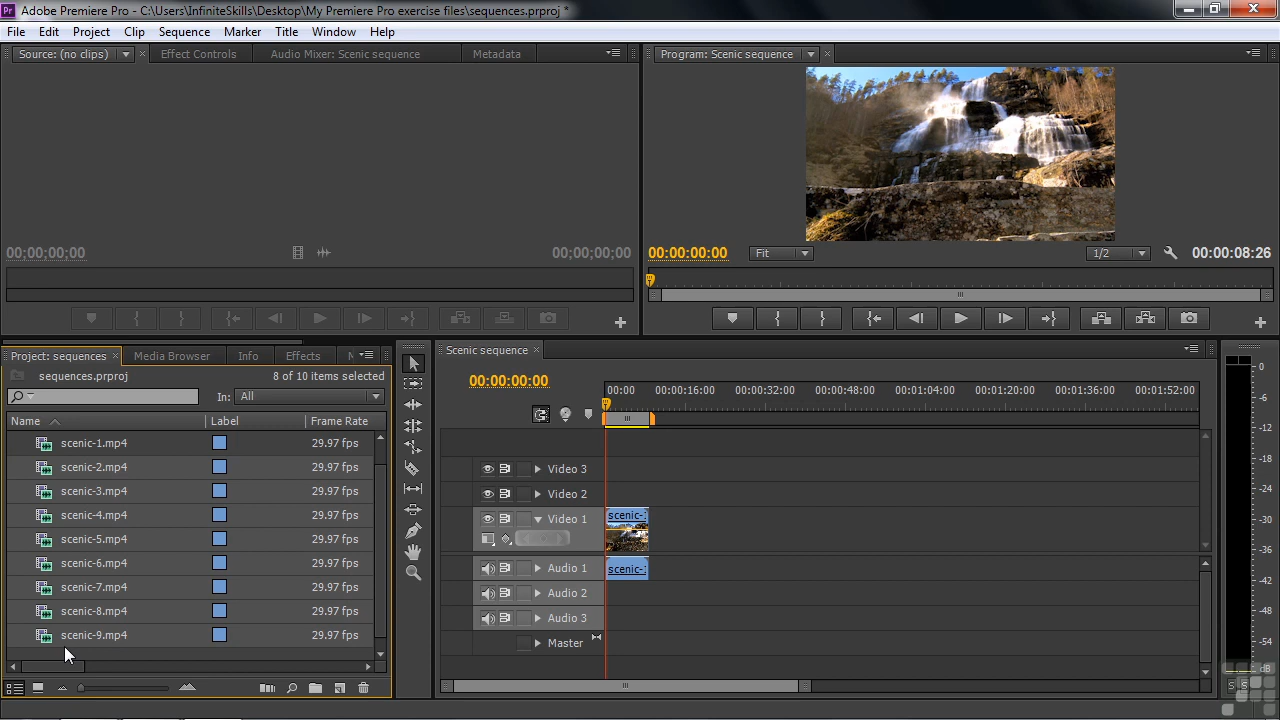 Pr Adobe Premiere Pro - C:\Users\InfiniteSkills\Desktop\My Premiere Pro exercise files\sequences.prproj *
File Edit Project Clip Sequence Marker Title Window Help
Source: (no clips) Effect Controls Audio Mixer: Scenic sequence Metadata
Program: Scenic sequence
00;00;00;00 00;00;00;00
00:00:00:00 Fit 1/2 00:00:08:26
Project: sequences Media Browser Info Effects
sequences.prproj 8 of 10 items selected
In: All
Name Label Frame Rate
scenic-1.mp4 29.97 fps
scenic-2.mp4 29.97 fps
scenic-3.mp4 29.97 fps
scenic-4.mp4 29.97 fps
scenic-5.mp4 29.97 fps
scenic-6.mp4 29.97 fps
scenic-7.mp4 29.97 fps
scenic-8.mp4 29.97 fps
scenic-9.mp4 29.97 fps
Scenic sequence
00:00:00:00
00:00 00:00:16:00 00:00:32:00 00:00:48:00 00:01:04:00 00:01:20:00 00:01:36:00 00:01:52:00
Video 3
Video 2
Video 1 scenic-
Audio 1 scenic-
Audio 2
Audio 3
Master
0
-6
-12
-18
-24
-30
-36
-42
-48
-54
dB
S S